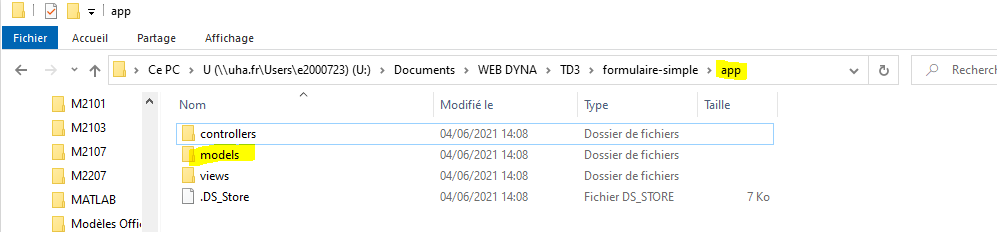 app
Fichier Accueil Partage Affichage
Ce PC > U (\\uha.fr\Users\e2000723) (U:) > Documents > WEB DYNA > TD3 > formulaire-simple > app Recherch
Nom Modifié le Type Taille
M2101
M2103
M2107
M2207
MATLAB
Modèles Offi
controllers 04/06/2021 14:08 Dossier de fichiers
models 04/06/2021 14:08 Dossier de fichiers
views 04/06/2021 14:08 Dossier de fichiers
.DS_Store 04/06/2021 14:08 Fichier DS_STORE 7 Ko